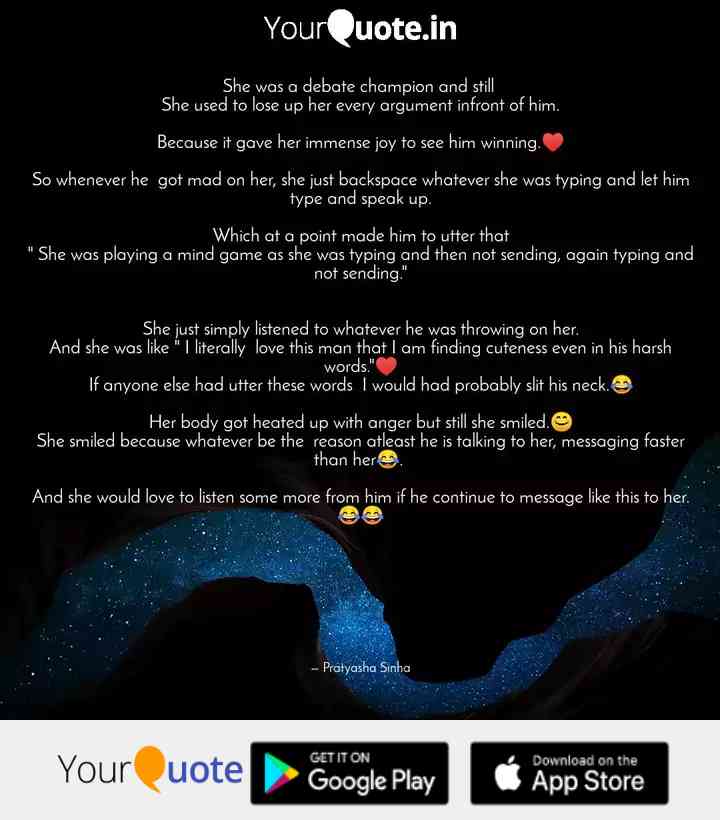 YourQuote.in
She was a debate champion and still
She used to lose up her every argument infront of him.
Because it gave her immense joy to see him winning.♥️
So whenever he  got mad on her, she just backspace whatever she was typing and let him
type and speak up.
Which at a point made him to utter that
" She was playing a mind game as she was typing and then not sending, again typing and
not sending."
She just simply listened to whatever he was throwing on her.
And she was like " I literally  love this man that I am finding cuteness even in his harsh
words."♥️
If anyone else had utter these words  I would had probably slit his neck.😂
Her body got heated up with anger but still she smiled.😊
She smiled because whatever be the  reason atleast he is talking to her, messaging faster
than her😂.
And she would love to listen some more from him if he continue to message like this to her.
😂😂
– Pratyasha Sinha
YourQuote
GET IT ON
Google Play
Download on the
App Store